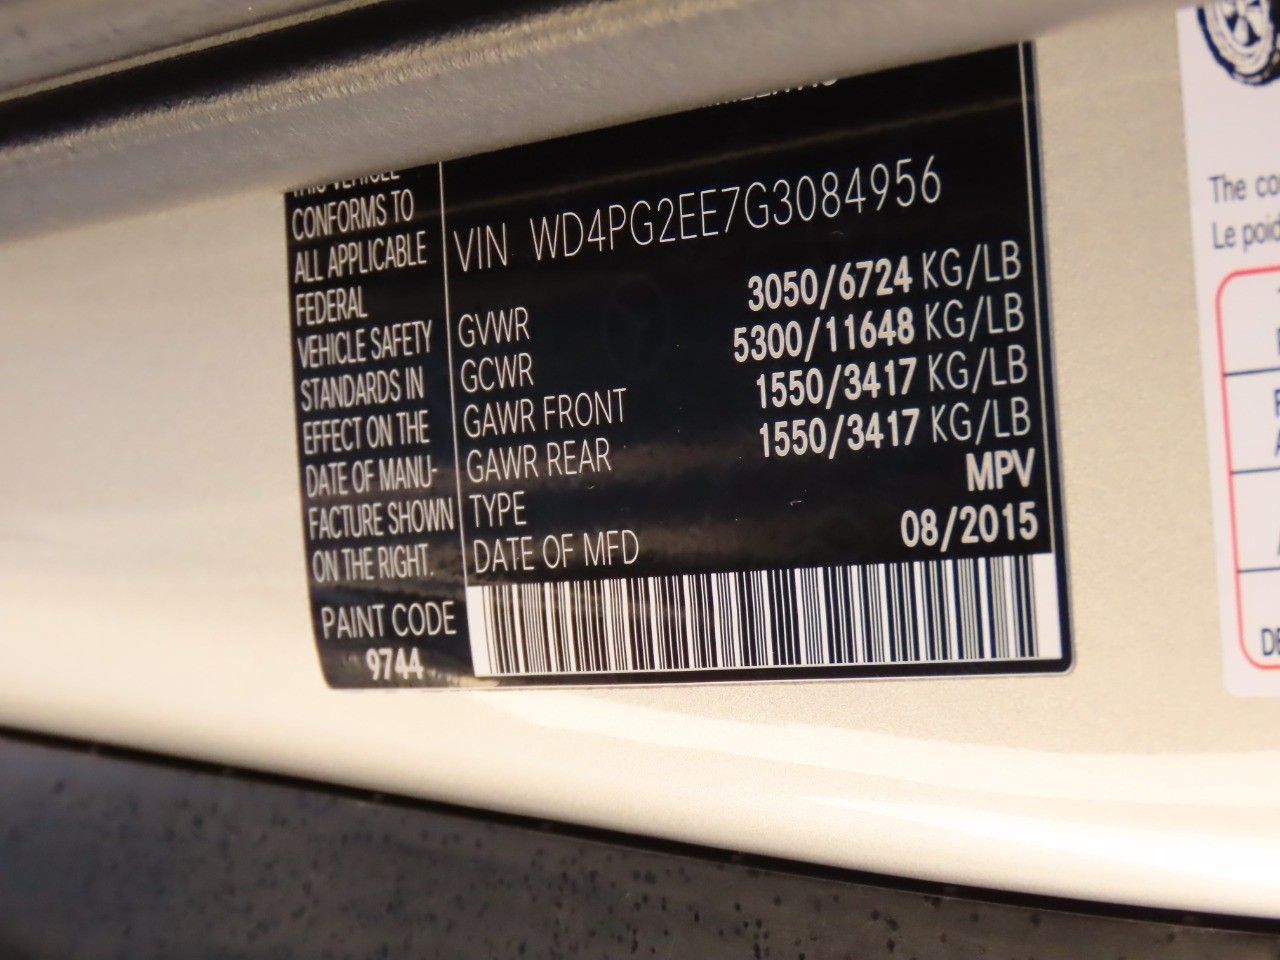 CONFORMS TO
ALL APPLICABLE
FEDERAL
VEHICLE SAFETY
STANDARDS IN
EFFECT ON THE
DATE OF MANU-
FACTURE SHOWN
ON THE RIGHT.
PAINT CODE
9744
VIN WD4PG2EE7G3084956
GVWR 3050/6724 KG/LB
GCWR 5300/11648 KG/LB
GAWR FRONT 1550/3417 KG/LB
GAWR REAR 1550/3417 KG/LB
TYPE MPV
DATE OF MFD 08/2015
The
Le